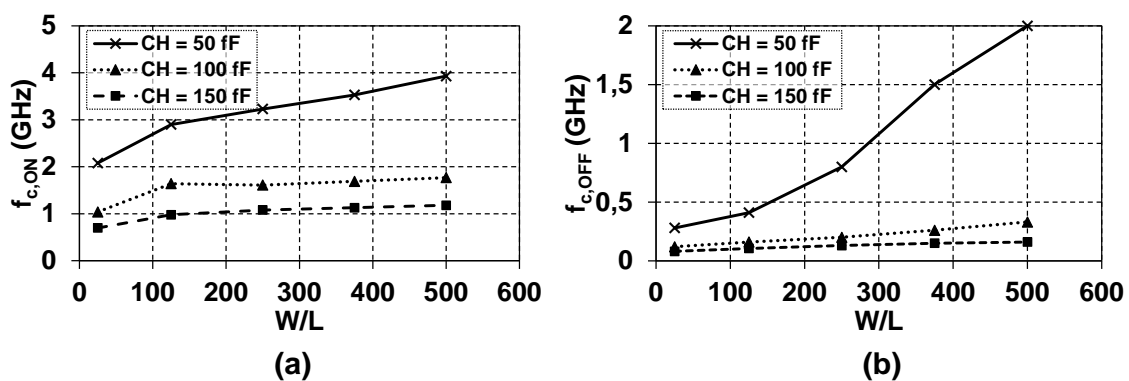 5
4
3
2
1
0
f_c,ON (GHz)
CH = 50 fF
CH = 100 fF
CH = 150 fF
0 100 200 300 400 500 600
W/L
(a)
2
1,5
1
0,5
0
f_c,OFF (GHz)
CH = 50 fF
CH = 100 fF
CH = 150 fF
0 100 200 300 400 500 600
W/L
(b)